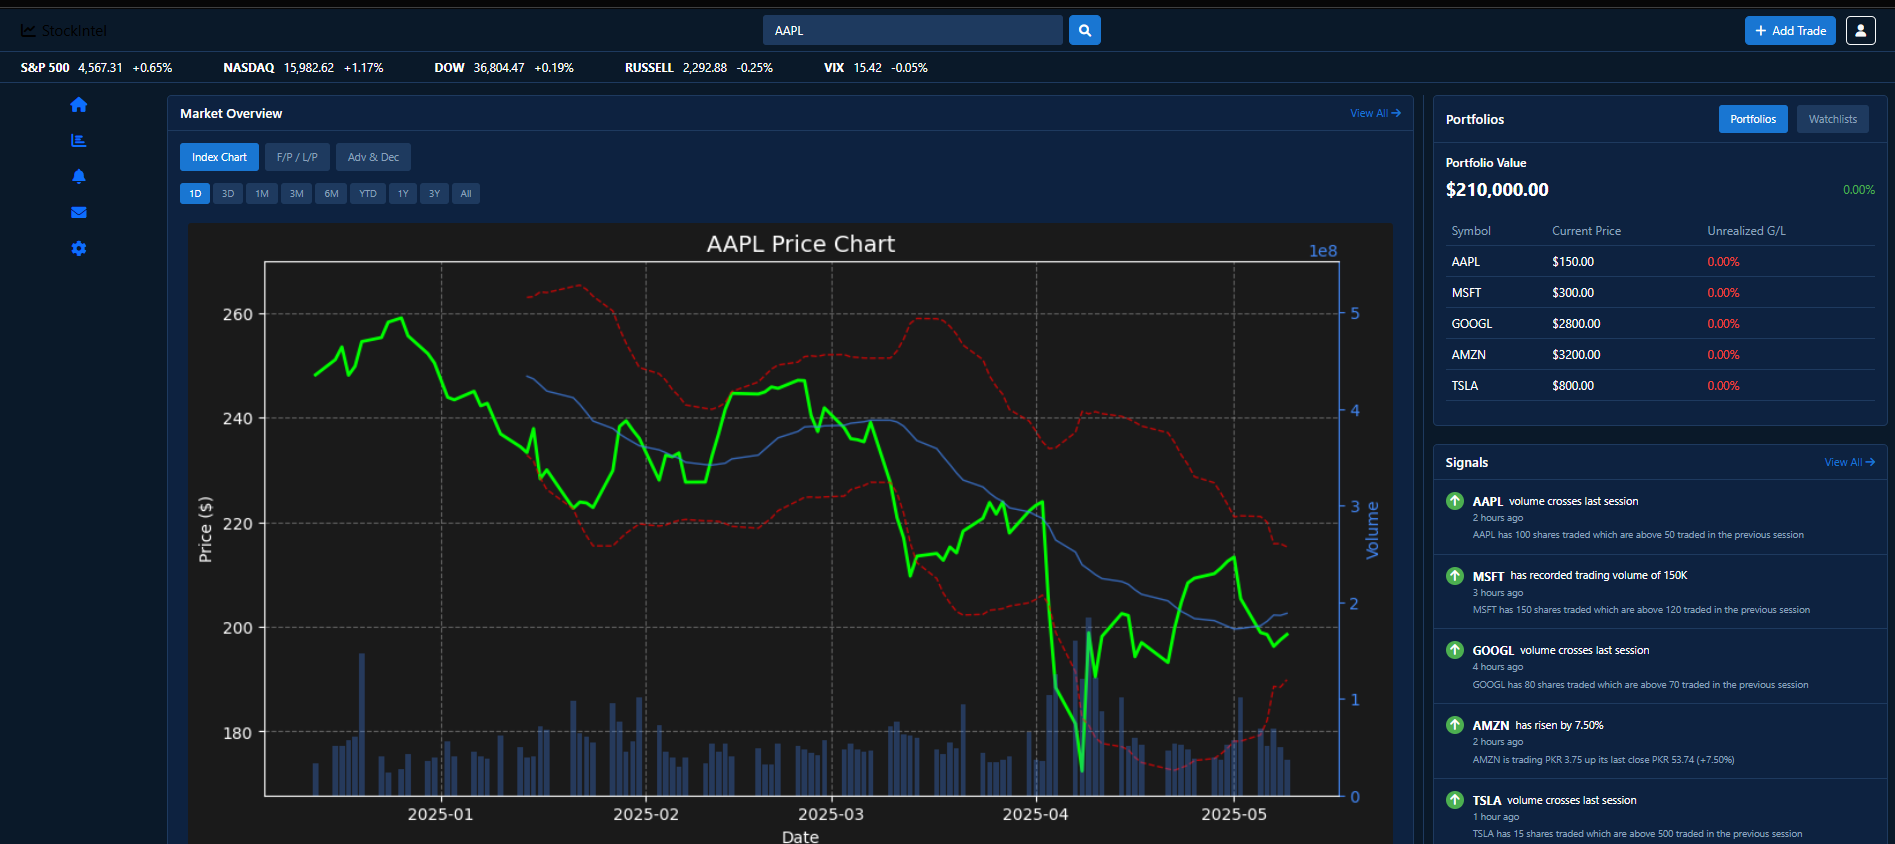 StockIntel
AAPL
+ Add Trade
S&P 500 4,567.31 +0.65% NASDAQ 15,982.62 +1.17% DOW 36,804.47 +0.19% RUSSELL 2,292.88 -0.25% VIX 15.42 -0.05%
Market Overview
View All →
Index Chart F/P / L/P Adv & Dec
1D 3D 1M 3M 6M YTD 1Y 3Y All
AAPL Price Chart
1e8
260
240
220
200
180
Price ($)
5
4
3
2
1
0
Volume
2025-01 2025-02 2025-03 2025-04 2025-05
Date
Portfolios
Portfolios Watchlists
Portfolio Value
$210,000.00 0.00%
Symbol Current Price Unrealized G/L
AAPL $150.00 0.00%
MSFT $300.00 0.00%
GOOGL $2800.00 0.00%
AMZN $3200.00 0.00%
TSLA $800.00 0.00%
Signals
View All →
AAPL volume crosses last session
2 hours ago
AAPL has 100 shares traded which are above 50 traded in the previous session
MSFT has recorded trading volume of 150K
3 hours ago
MSFT has 150 shares traded which are above 120 traded in the previous session
GOOGL volume crosses last session
4 hours ago
GOOGL has 80 shares traded which are above 70 traded in the previous session
AMZN has risen by 7.50%
2 hours ago
AMZN is trading PKR 3.75 up its last close PKR 53.74 (+7.50%)
TSLA volume crosses last session
1 hour ago
TSLA has 15 shares traded which are above 500 traded in the previous session